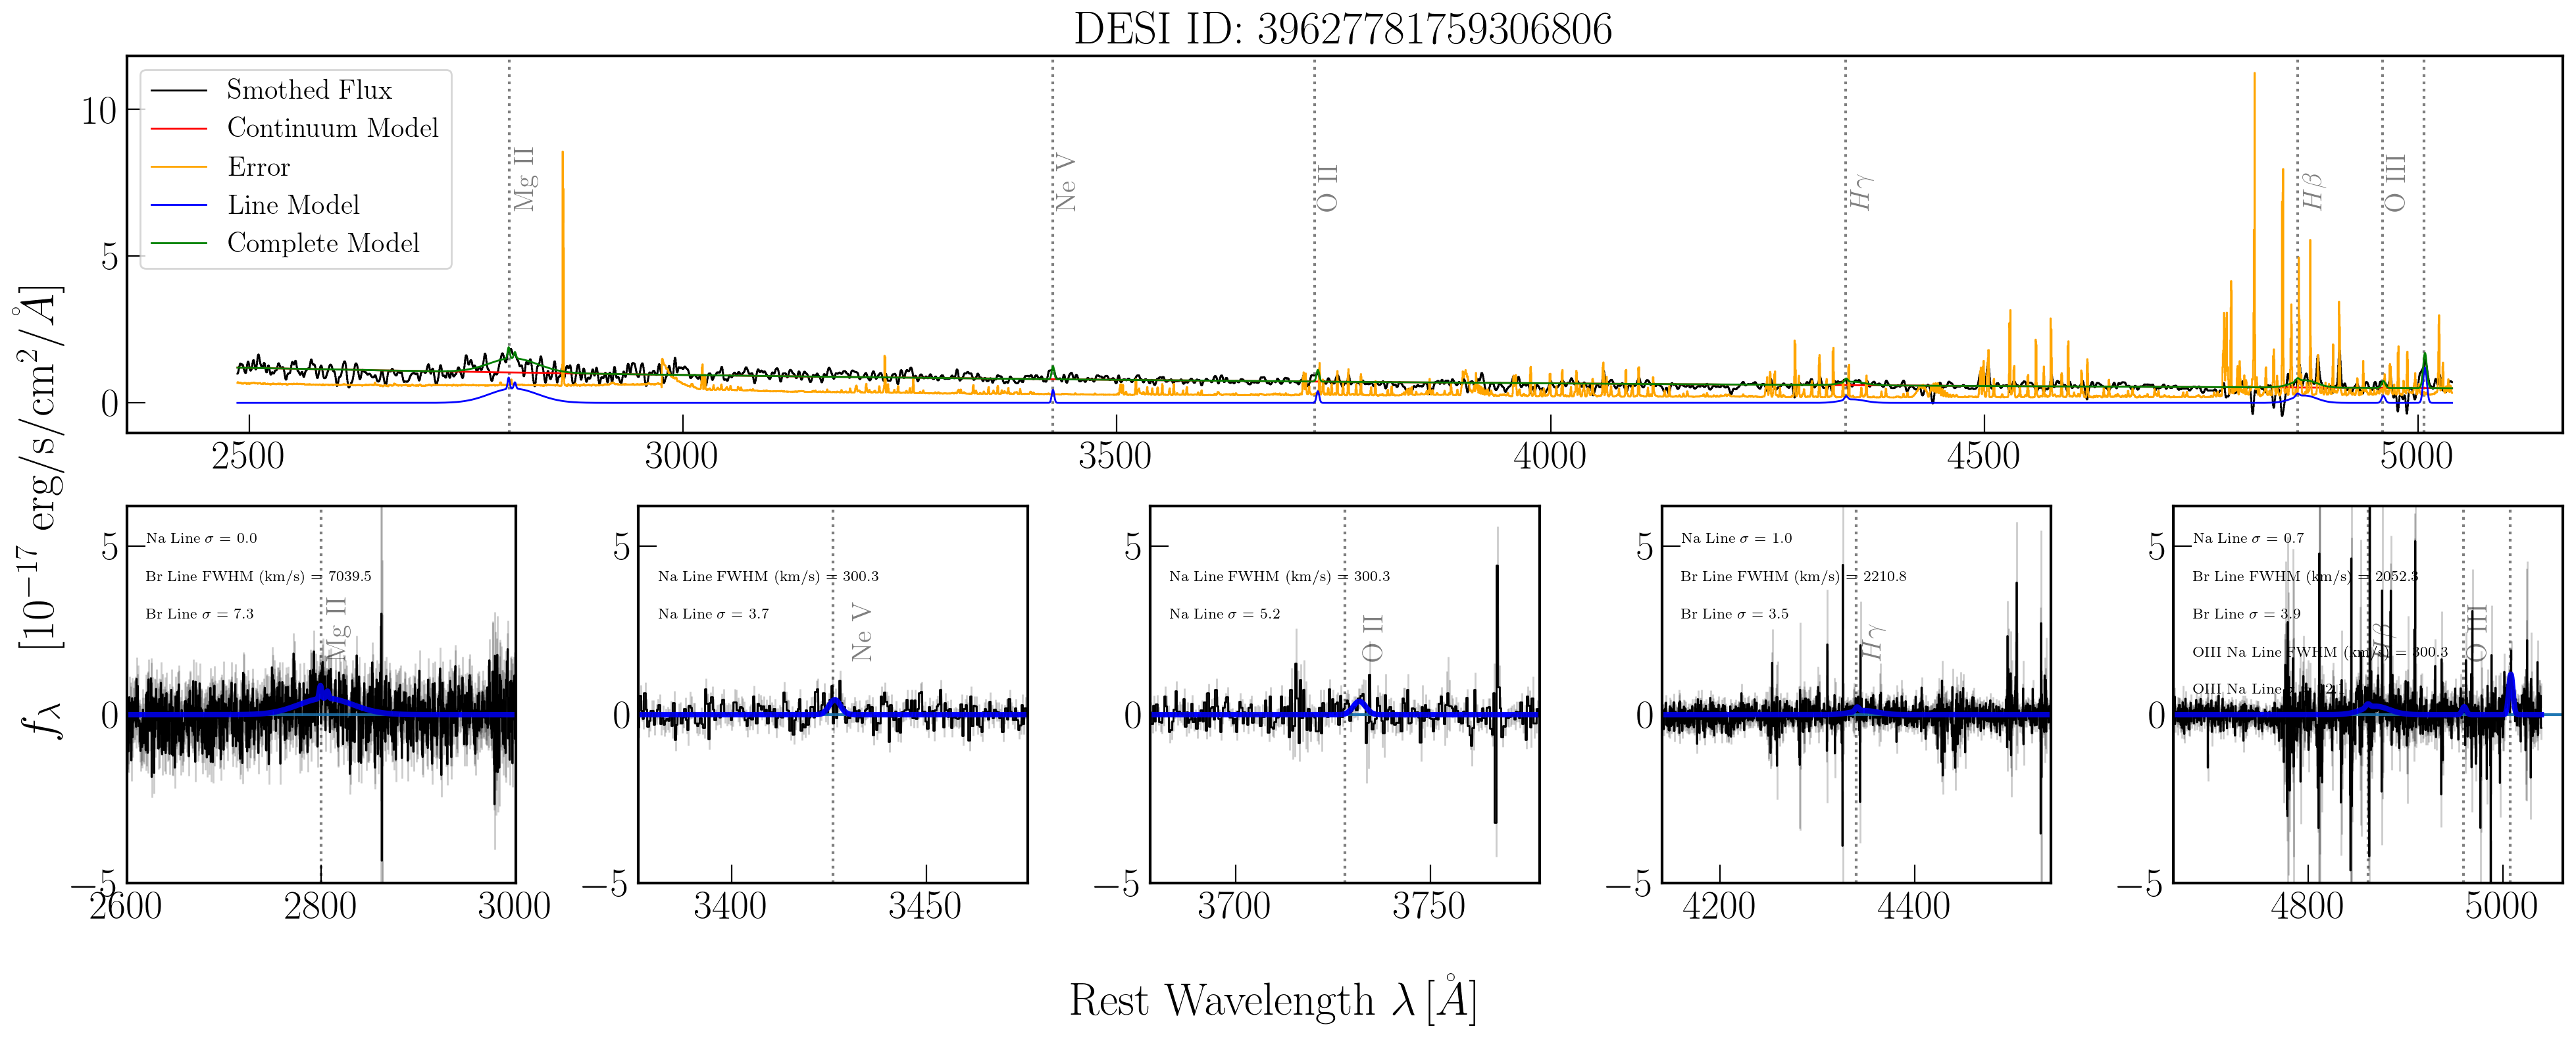 DESI ID: 39627781759306806
Smothed Flux
Continuum Model
Error
Line Model
Complete Model
Mg II
Ne V
O II
Hγ
Hβ
O III
10
5
0
2500 3000 3500 4000 4500 5000
f_λ [10^{-17} erg/s/cm^2/Å]
Na Line σ = 0.0
Br Line FWHM (km/s) = 7039.5
Br Line σ = 7.3
Mg II
5
0
−5
2600 2800 3000
Na Line FWHM (km/s) = 300.3
Na Line σ = 3.7
Ne V
5
0
−5
3400 3450
Na Line FWHM (km/s) = 300.3
Na Line σ = 5.2
O II
5
0
−5
3700 3750
Na Line σ = 1.0
Br Line FWHM (km/s) = 2210.8
Br Line σ = 3.5
Hγ
5
0
−5
4200 4400
Na Line σ = 0.7
Br Line FWHM (km/s) = 2052.3
Br Line σ = 3.9
OIII Na Line FWHM (km/s) = 300.3
OIII Na Line
Hβ
O III
5
0
−5
4800 5000
Rest Wavelength λ [Å]